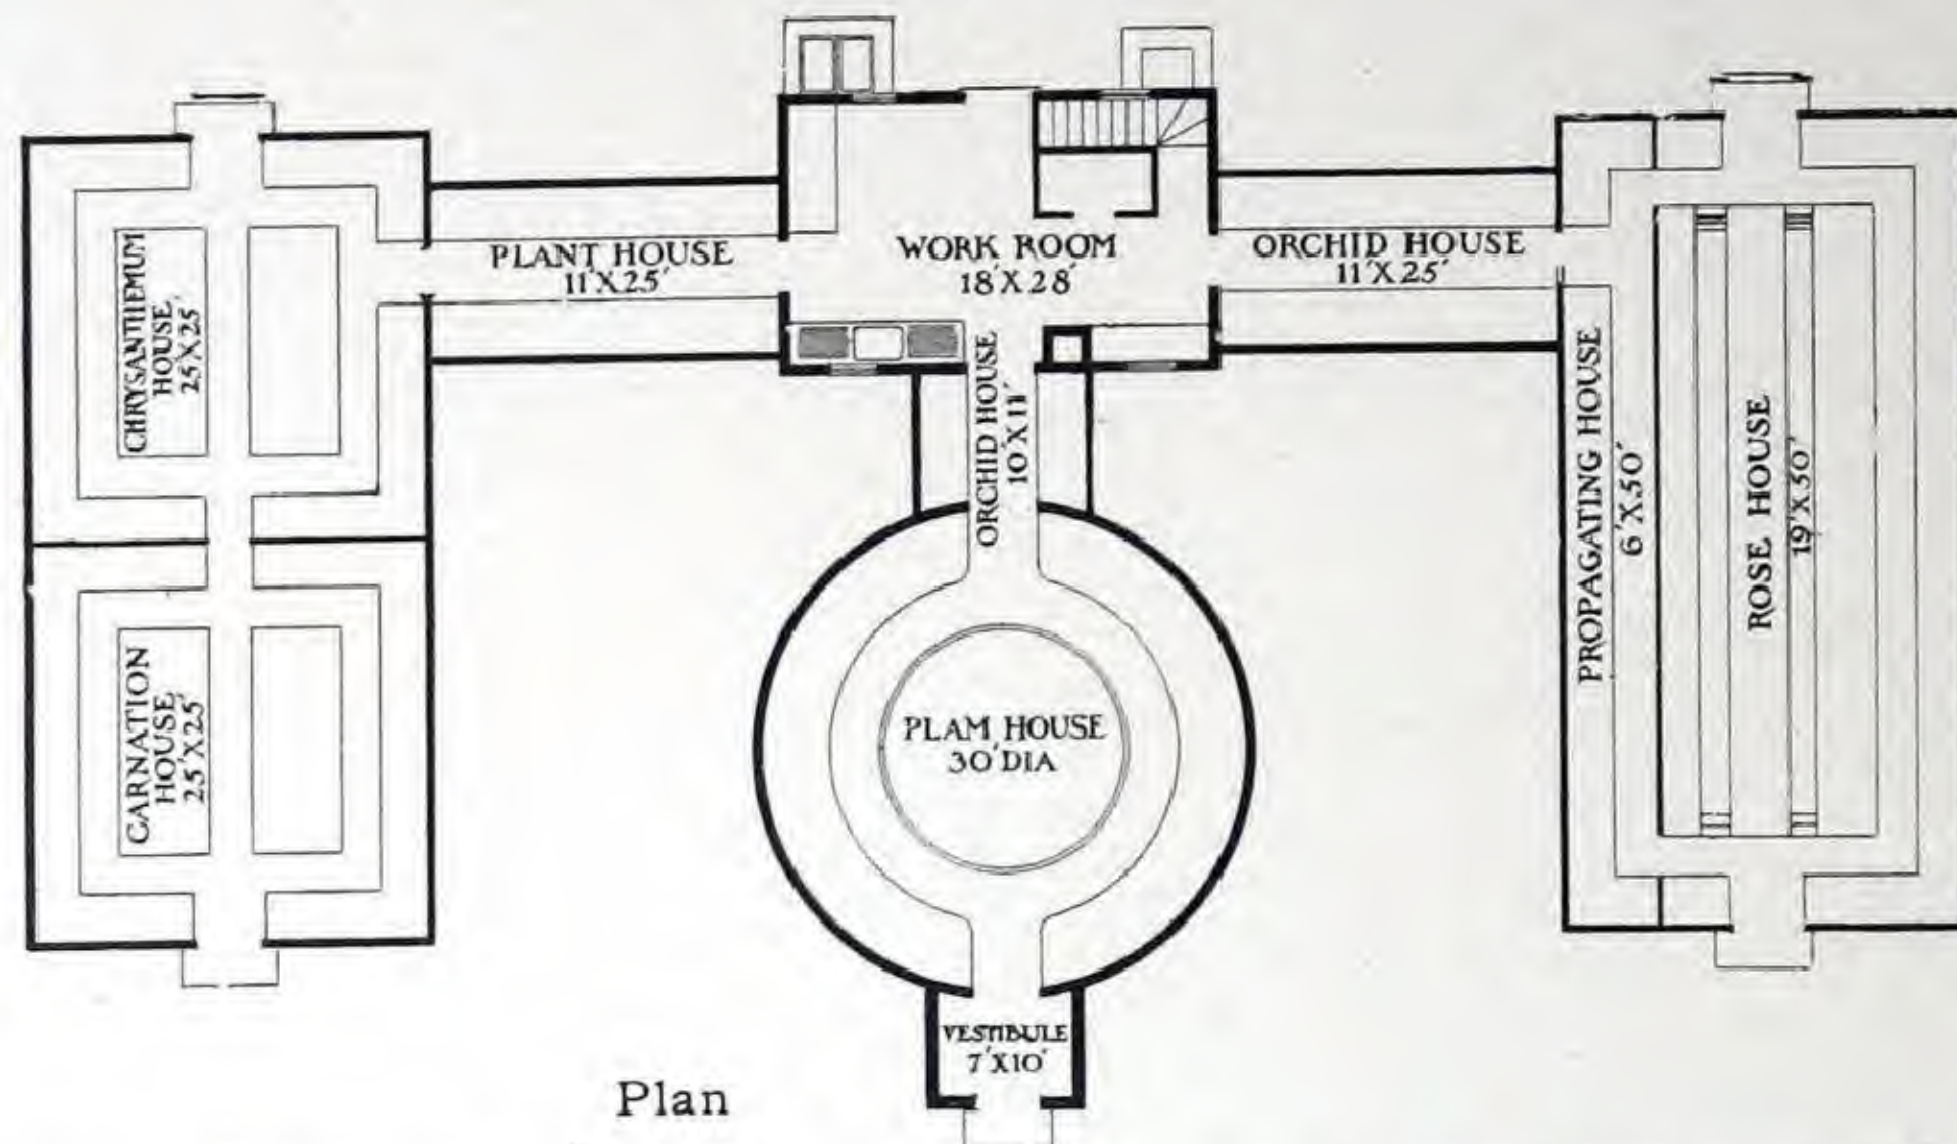 CHRYSANTHEMUM
HOUSE
25'X25'
PLANT HOUSE
11'X25'
WORK ROOM
18'X28'
ORCHID HOUSE
11'X25'
ORCHID HOUSE
10'X11'
PROPAGATING HOUSE
6'X50'
ROSE HOUSE
19'X50'
CARNATION
HOUSE
25'X25'
PLAM HOUSE
30'DIA
VESTIBULE
7'X10'
Plan